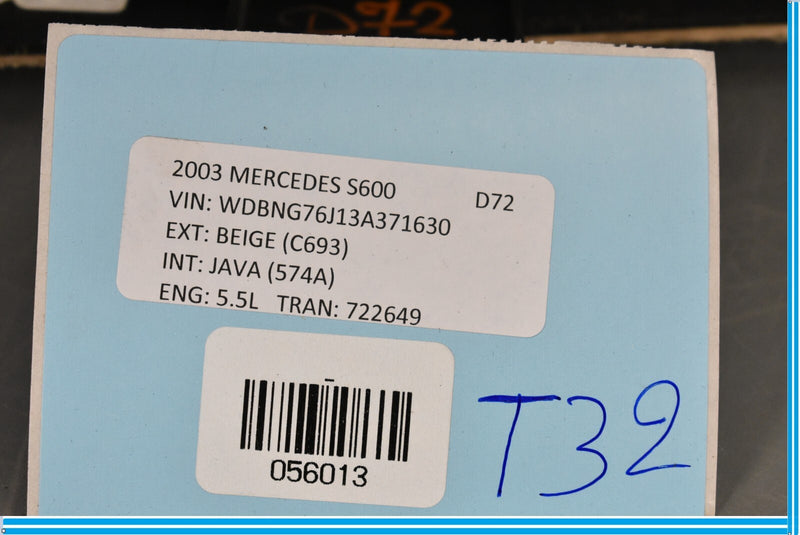 D72
2003 MERCEDES S600 D72
VIN: WDBNG76J13A371630
EXT: BEIGE (C693)
INT: JAVA (574A)
ENG: 5.5L TRAN: 722649
056013
T32